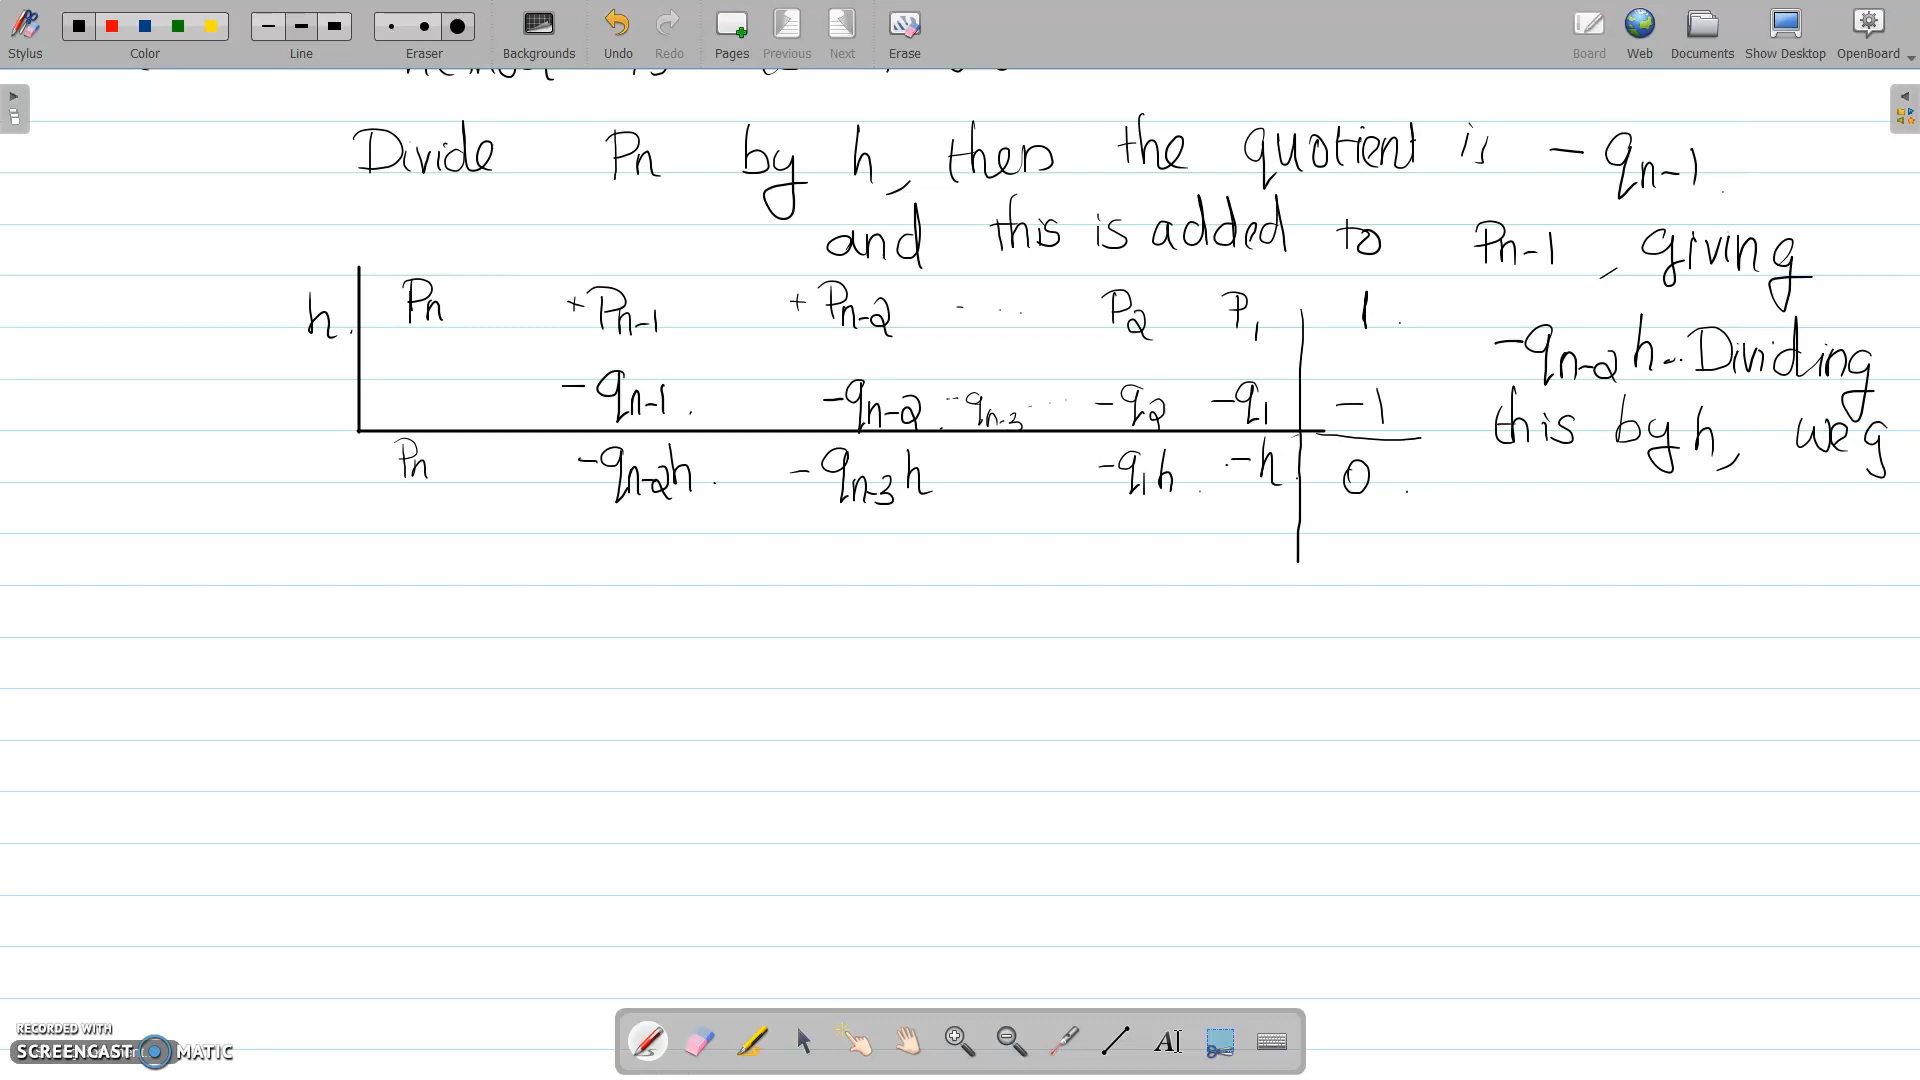 Stylus Color Line Eraser Backgrounds Undo Redo Pages Previous Next Erase Board Web Documents Show Desktop OpenBoard
Divide Pn by h, then the quotient is - qn-1
and this is added to Pn-1, giving
h. Pn +Pn-1 + Pn-2 - ... P2 P1 1.
-qn-2 h. Dividing
-qn-1. -qn-2 -qn-3 ... -q2 -q1 -1
this by h, we g
Pn -qn-2h. -qn-3h -q1h. -h 0.
RECORDED WITH
SCREENCAST MATIC